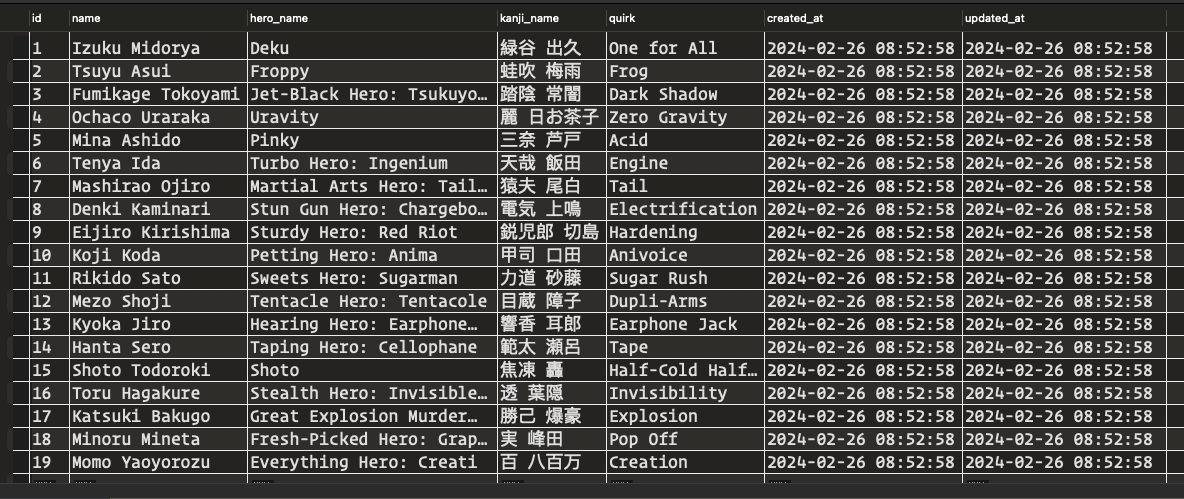 id name hero_name kanji_name quirk created_at updated_at
1 Izuku Midorya Deku 緑谷 出久 One for All 2024-02-26 08:52:58 2024-02-26 08:52:58
2 Tsuyu Asui Froppy 蛙吹 梅雨 Frog 2024-02-26 08:52:58 2024-02-26 08:52:58
3 Fumikage Tokoyami Jet-Black Hero: Tsukuyo… 踏陰 常闇 Dark Shadow 2024-02-26 08:52:58 2024-02-26 08:52:58
4 Ochaco Uraraka Uravity 麗 日お茶子 Zero Gravity 2024-02-26 08:52:58 2024-02-26 08:52:58
5 Mina Ashido Pinky 三奈 芦戸 Acid 2024-02-26 08:52:58 2024-02-26 08:52:58
6 Tenya Ida Turbo Hero: Ingenium 天哉 飯田 Engine 2024-02-26 08:52:58 2024-02-26 08:52:58
7 Mashirao Ojiro Martial Arts Hero: Tail… 猿夫 尾白 Tail 2024-02-26 08:52:58 2024-02-26 08:52:58
8 Denki Kaminari Stun Gun Hero: Chargebo… 電気 上鳴 Electrification 2024-02-26 08:52:58 2024-02-26 08:52:58
9 Eijiro Kirishima Sturdy Hero: Red Riot 鋭児郎 切島 Hardening 2024-02-26 08:52:58 2024-02-26 08:52:58
10 Koji Koda Petting Hero: Anima 甲司 口田 Anivoice 2024-02-26 08:52:58 2024-02-26 08:52:58
11 Rikido Sato Sweets Hero: Sugarman 力道 砂藤 Sugar Rush 2024-02-26 08:52:58 2024-02-26 08:52:58
12 Mezo Shoji Tentacle Hero: Tentacole 目蔵 障子 Dupli-Arms 2024-02-26 08:52:58 2024-02-26 08:52:58
13 Kyoka Jiro Hearing Hero: Earphone… 響香 耳郎 Earphone Jack 2024-02-26 08:52:58 2024-02-26 08:52:58
14 Hanta Sero Taping Hero: Cellophane 範太 瀬呂 Tape 2024-02-26 08:52:58 2024-02-26 08:52:58
15 Shoto Todoroki Shoto 焦凍 轟 Half-Cold Half… 2024-02-26 08:52:58 2024-02-26 08:52:58
16 Toru Hagakure Stealth Hero: Invisible… 透 葉隠 Invisibility 2024-02-26 08:52:58 2024-02-26 08:52:58
17 Katsuki Bakugo Great Explosion Murder… 勝己 爆豪 Explosion 2024-02-26 08:52:58 2024-02-26 08:52:58
18 Minoru Mineta Fresh-Picked Hero: Grap… 実 峰田 Pop Off 2024-02-26 08:52:58 2024-02-26 08:52:58
19 Momo Yaoyorozu Everything Hero: Creati 百 八百万 Creation 2024-02-26 08:52:58 2024-02-26 08:52:58